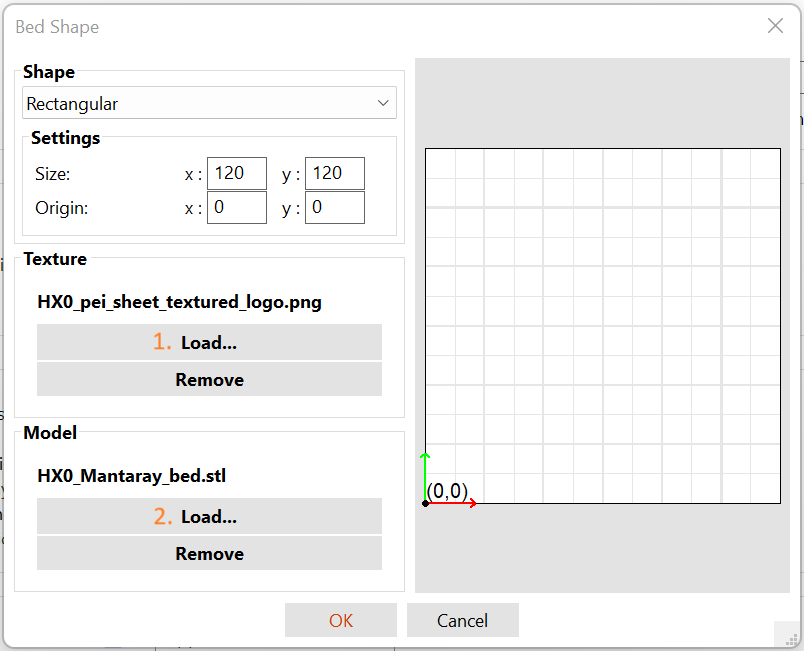 Bed Shape
Shape
Rectangular
Settings
Size: x : 120 y : 120
Origin: x : 0 y : 0
Texture
HX0_pei_sheet_textured_logo.png
1. Load...
Remove
Model
HX0_Mantaray_bed.stl
2. Load...
Remove
(0,0)
OK Cancel